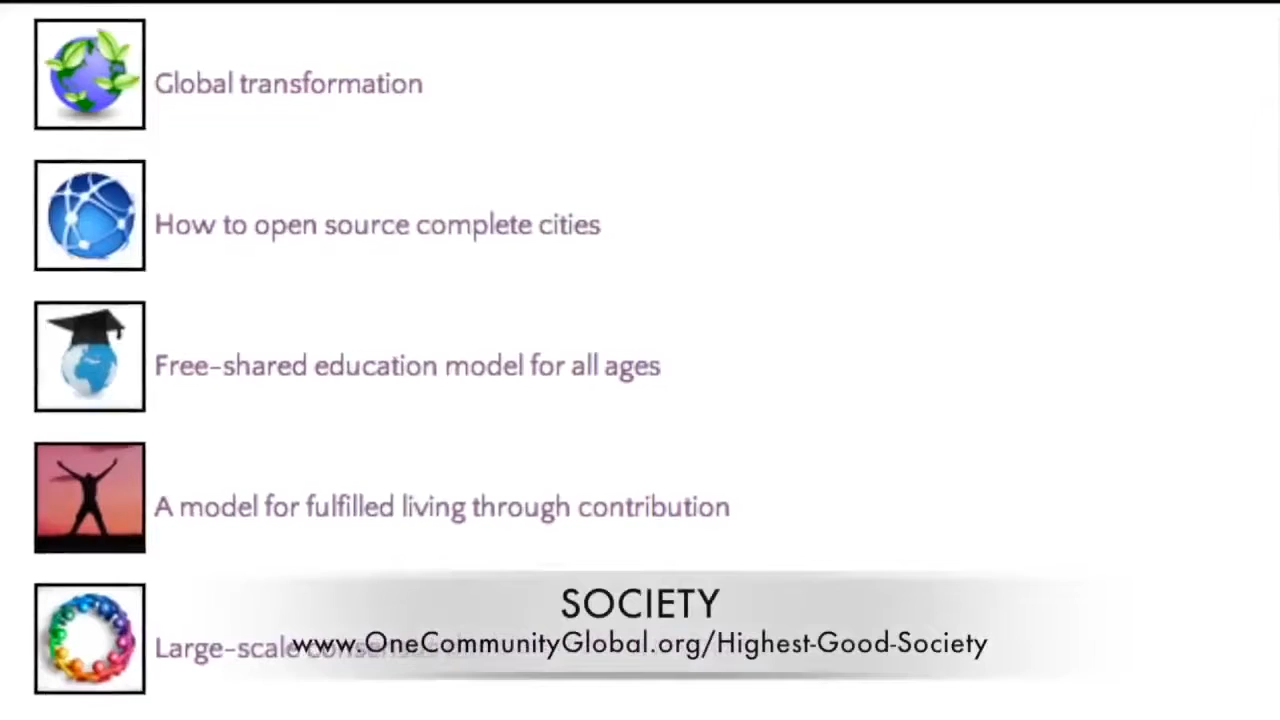 Global transformation
How to open source complete cities
Free-shared education model for all ages
A model for fulfilled living through contribution
Large-scale
SOCIETY
www.OneCommunityGlobal.org/Highest-Good-Society